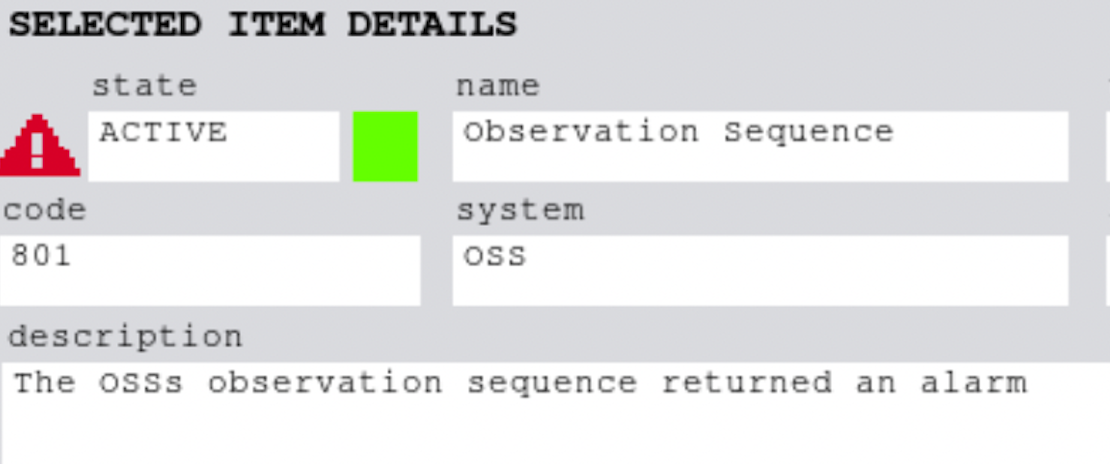 SELECTED ITEM DETAILS
state name
ACTIVE Observation Sequence
code system
801 OSS
description
The OSSs observation sequence returned an alarm